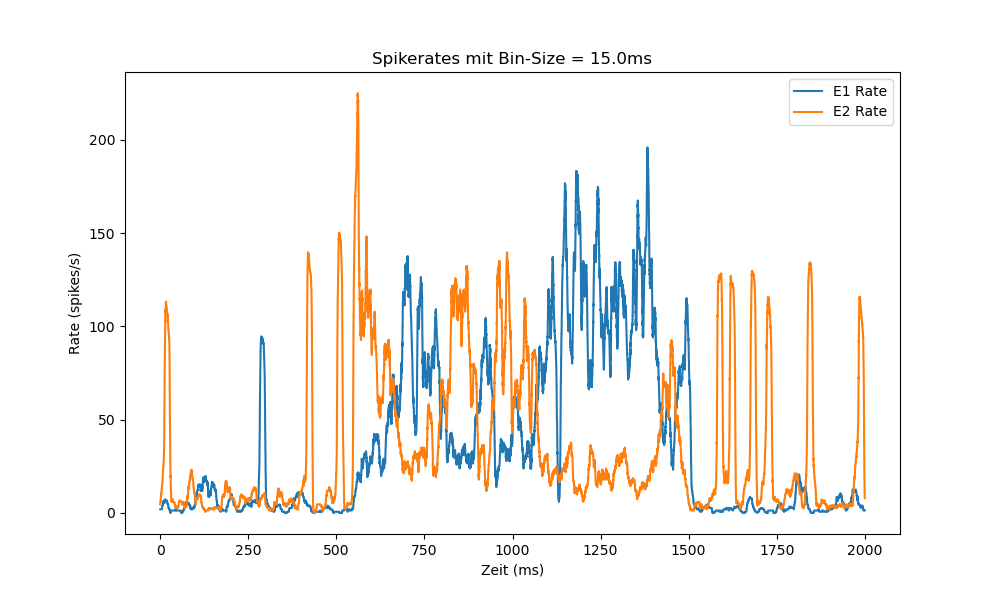 Spikerates mit Bin-Size = 15.0ms
E1 Rate
E2 Rate
Rate (spikes/s)
200
150
100
50
0
0 250 500 750 1000 1250 1500 1750 2000
Zeit (ms)